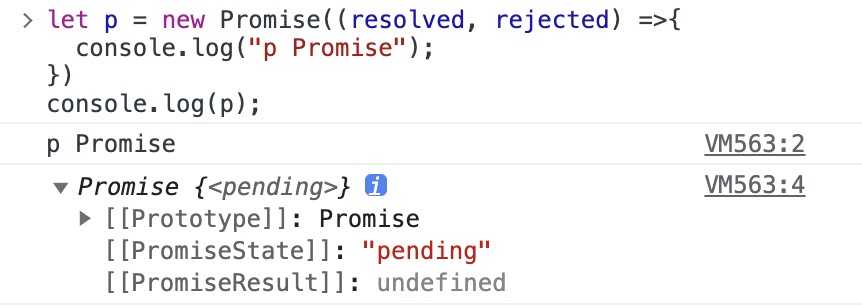 > let p = new Promise((resolved, rejected) =>{
  console.log("p Promise");
})
console.log(p);
p Promise VM563:2
▼ Promise {<pending>} i VM563:4
▶ [[Prototype]]: Promise
[[PromiseState]]: "pending"
[[PromiseResult]]: undefined